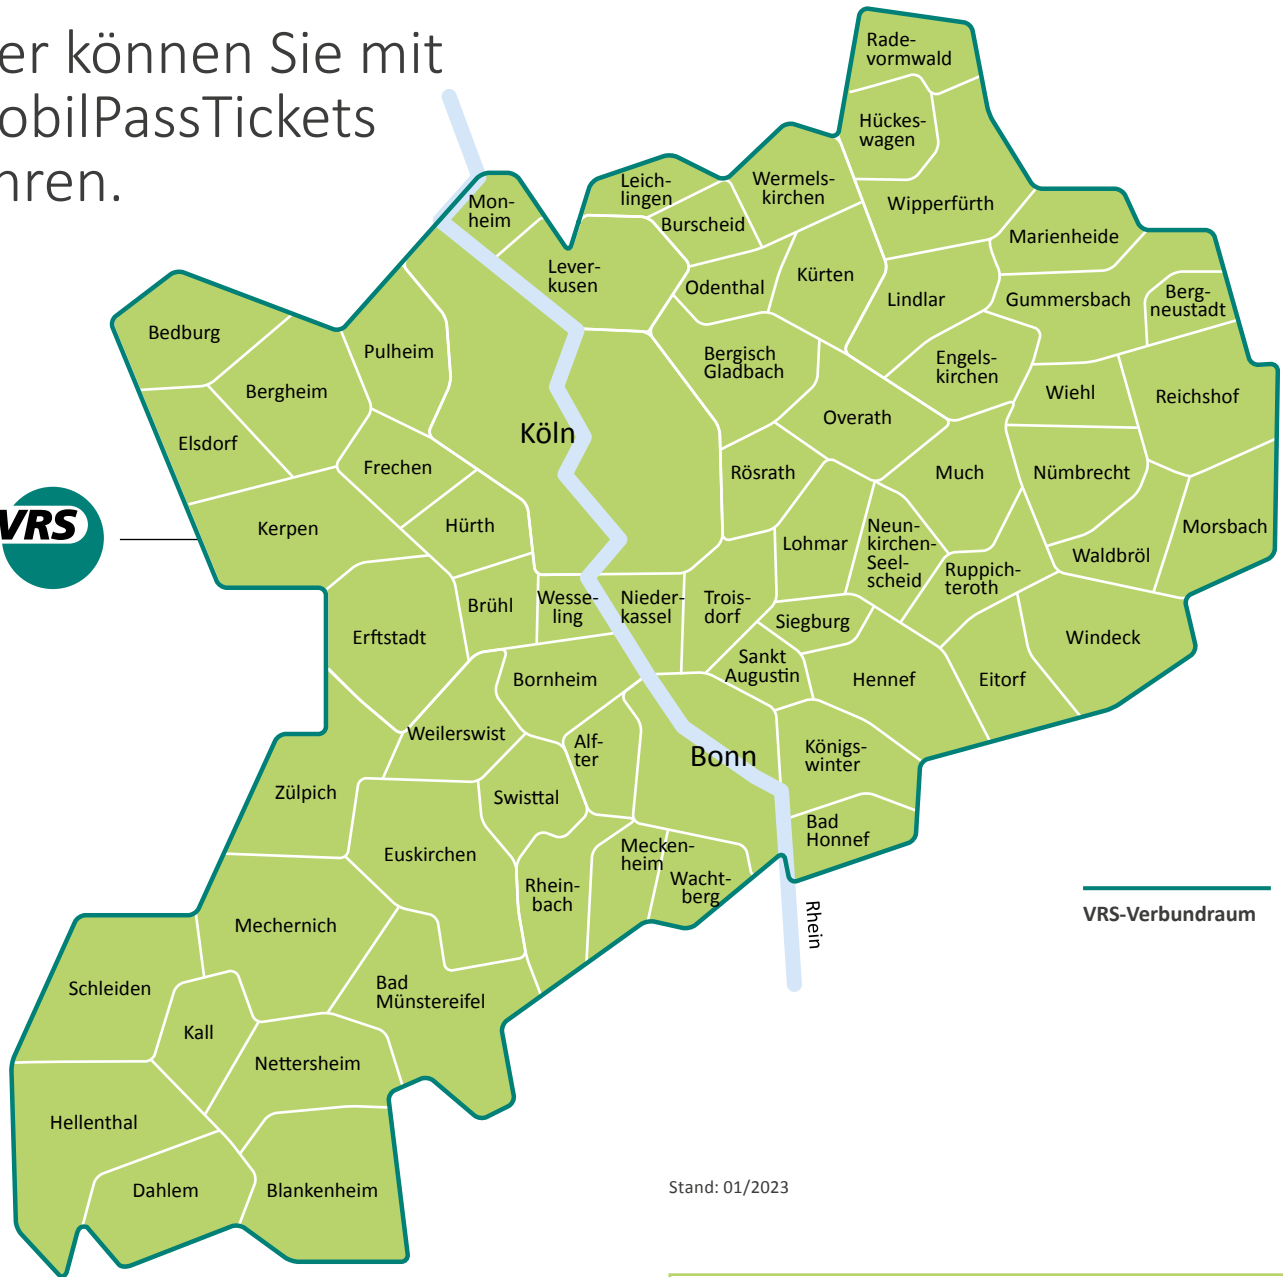 er können Sie mit
obilPassTickets
hren.
Rade-
vormwald
Hückes-
wagen
Wermels-
kirchen
Leich-
lingen
Mon-
heim
Burscheid
Wipperfürth
Marienheide
Lever-
kusen
Odenthal
Kürten
Lindlar
Gummersbach
Berg-
neustadt
Bedburg
Pulheim
Bergisch
Gladbach
Engels-
kirchen
Bergheim
Wiehl
Reichshof
Overath
Köln
Elsdorf
Frechen
Rösrath
Much
Nümbrecht
VRS
Kerpen
Hürth
Lohmar
Neun-
kirchen-
Seel-
scheid
Morsbach
Waldbröl
Ruppich-
teroth
Brühl
Wesse-
ling
Nieder-
kassel
Trois-
dorf
Siegburg
Erftstadt
Windeck
Sankt
Augustin
Bornheim
Hennef
Eitorf
Weilerswist
Alf-
ter
Bonn
Königs-
winter
Zülpich
Swisttal
Bad
Honnef
Euskirchen
Mecken-
heim
Wacht-
berg
Rhein-
bach
Rhein
VRS-Verbundraum
Mechernich
Schleiden
Bad
Münstereifel
Kall
Nettersheim
Hellenthal
Dahlem
Blankenheim
Stand: 01/2023